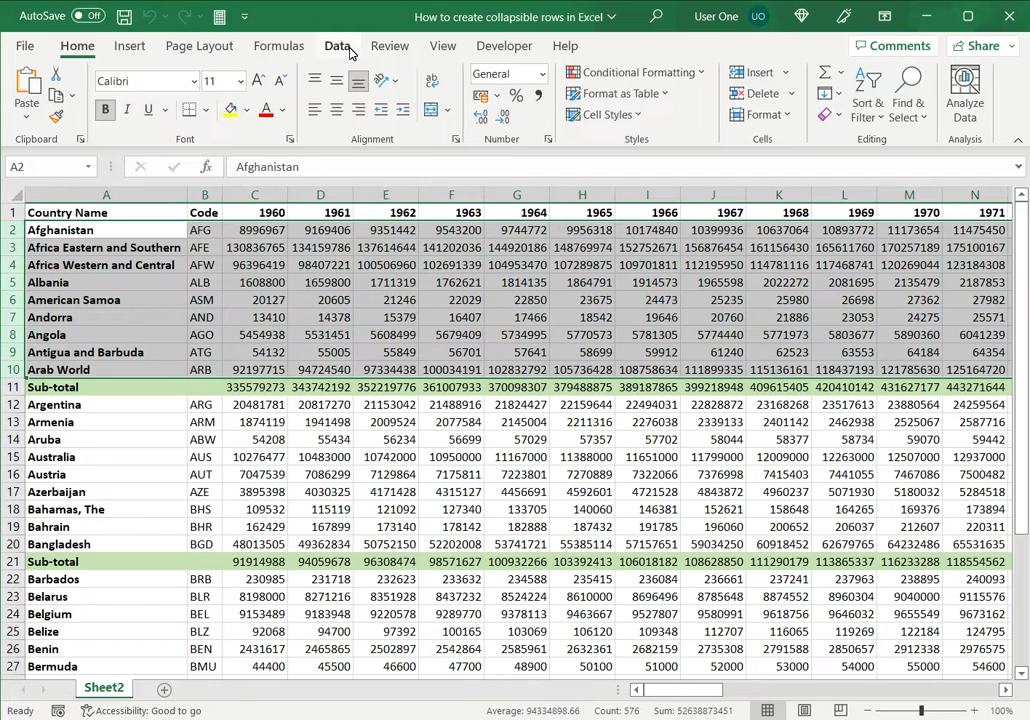 AutoSave Off How to create collapsible rows in Excel User One UO
File Home Insert Page Layout Formulas Data Review View Developer Help Comments Share
Paste Calibri 11 General Conditional Formatting Insert Sort & Filter Find & Select Analyze Data
B I U A ab % , Format as Table Delete
Cell Styles Format
Clipboard Font Alignment Number Styles Cells Editing Analysis
A2 fx Afghanistan
A B C D E F G H I J K L M N
1 Country Name Code 1960 1961 1962 1963 1964 1965 1966 1967 1968 1969 1970 1971
2 Afghanistan AFG 8996967 9169406 9351442 9543200 9744772 9956318 10174840 10399936 10637064 10893772 11173654 11475450
3 Africa Eastern and Southern AFE 130836765 134159786 137614644 141202036 144920186 148769974 152752671 156876454 161156430 165611760 170257189 175100167
4 Africa Western and Central AFW 96396419 98407221 100506960 102691339 104953470 107289875 109701811 112195950 114781116 117468741 120269044 123184308
5 Albania ALB 1608800 1659800 1711319 1762621 1814135 1864791 1914573 1965598 2022272 2081695 2135479 2187853
6 American Samoa ASM 20127 20605 21246 22029 22850 23675 24473 25235 25980 26698 27362 27982
7 Andorra AND 13410 14378 15379 16407 17466 18542 19646 20760 21886 23053 24275 25571
8 Angola AGO 5454938 5531451 5608499 5679409 5734995 5770573 5781305 5774440 5771973 5803677 5890360 6041239
9 Antigua and Barbuda ATG 54132 55005 55849 56701 57641 58699 59912 61240 62523 63553 64184 64354
10 Arab World ARB 92197715 94724540 97334438 100034191 102832792 105736428 108758634 111899335 115136161 118437193 121785630 125164720
11 Sub-total 335579273 343742192 352219776 361007933 370098307 379488875 389187865 399218948 409615405 420410142 431627177 443271644
12 Argentina ARG 20481781 20817270 21153042 21488916 21824427 22159644 22494031 22828872 23168268 23517613 23880564 24259564
13 Armenia ARM 1874119 1941498 2009524 2077584 2145004 2211316 2276038 2339133 2401142 2462938 2525067 2587716
14 Aruba ABW 54208 55434 56234 56699 57029 57357 57702 58044 58377 58734 59070 59442
15 Australia AUS 10276477 10483000 10742000 10950000 11167000 11388000 11651000 11799000 12009000 12263000 12507000 12937000
16 Austria AUT 7047539 7086299 7129864 7175811 7223801 7270889 7322066 7376998 7415403 7441055 7467086 7500482
17 Azerbaijan AZE 3895398 4030325 4171428 4315127 4456691 4592601 4721528 4843872 4960237 5071930 5180032 5284518
18 Bahamas, The BHS 109532 115119 121092 127340 133705 140060 146381 152621 158648 164265 169376 173894
19 Bahrain BHR 162429 167899 173140 178142 182888 187432 191785 196060 200652 206037 212607 220311
20 Bangladesh BGD 48013505 49362834 50752150 52202008 53741721 55385114 57157651 59034250 60918452 62679765 64232486 65531635
21 Sub-total 91914988 94059678 96308474 98571627 100932266 103392413 106018182 108628850 111290179 113865337 116233288 118554562
22 Barbados BRB 230985 231718 232623 233632 234588 235415 236084 236661 237241 237963 238895 240093
23 Belarus BLR 8198000 8271216 8351928 8437232 8524224 8610000 8696496 8785648 8874552 8960304 9040000 9115576
24 Belgium BEL 9153489 9183948 9220578 9289770 9378113 9463667 9527807 9580991 9618756 9646032 9655549 9673162
25 Belize BLZ 92068 94700 97392 100165 103069 106120 109348 112707 116065 119269 122184 124795
26 Benin BEN 2431617 2465865 2502897 2542864 2585961 2632361 2682159 2735308 2791588 2850661 2912338 2976575
27 Bermuda BMU 44400 45500 46600 47700 48900 50100 51000 52000 53000 54000 55000 54600
Sheet2
Ready Accessibility: Good to go Average: 94334898.66 Count: 576 Sum: 52638873451 100%